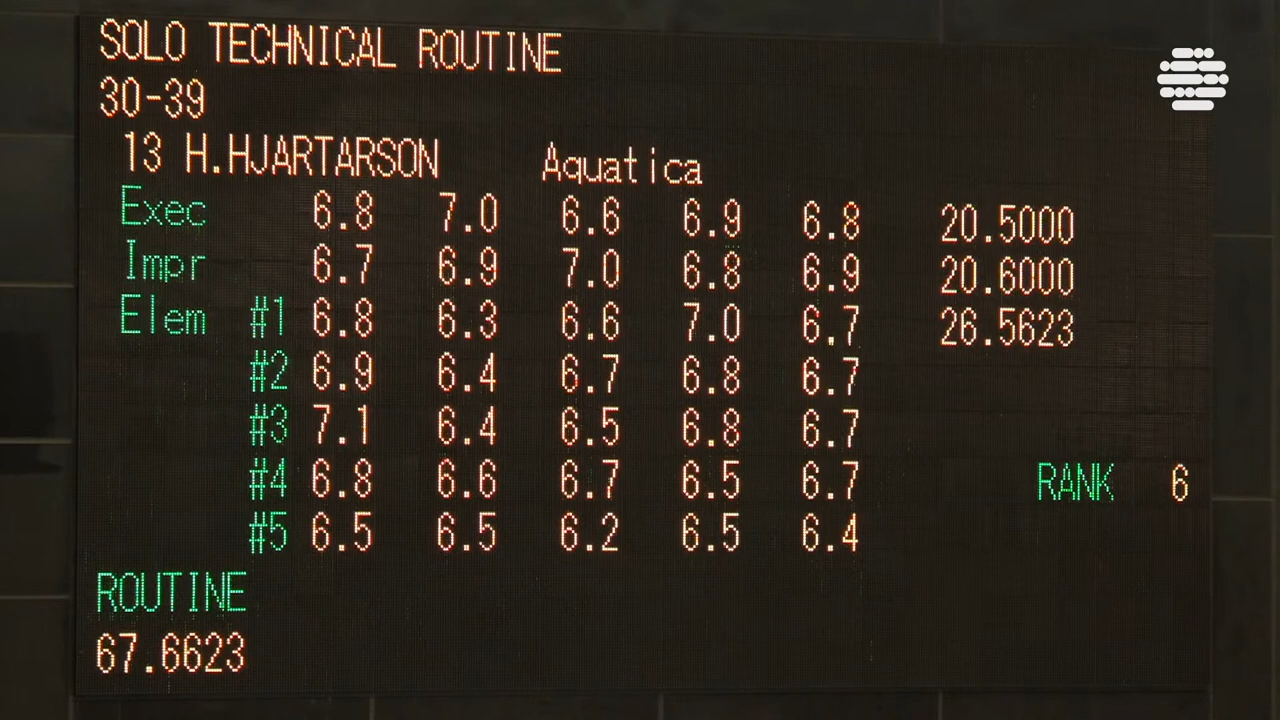 SOLO TECHNICAL ROUTINE
30-39
13 H.HJARTARSON Aquatica
Exec 6.8 7.0 6.6 6.9 6.8 20.5000
Impr 6.7 6.9 7.0 6.8 6.9 20.6000
Elem #1 6.8 6.3 6.6 7.0 6.7 26.5623
#2 6.9 6.4 6.7 6.8 6.7
#3 7.1 6.4 6.5 6.8 6.7
#4 6.8 6.6 6.7 6.5 6.7 RANK 6
#5 6.5 6.5 6.2 6.5 6.4
ROUTINE
67.6623